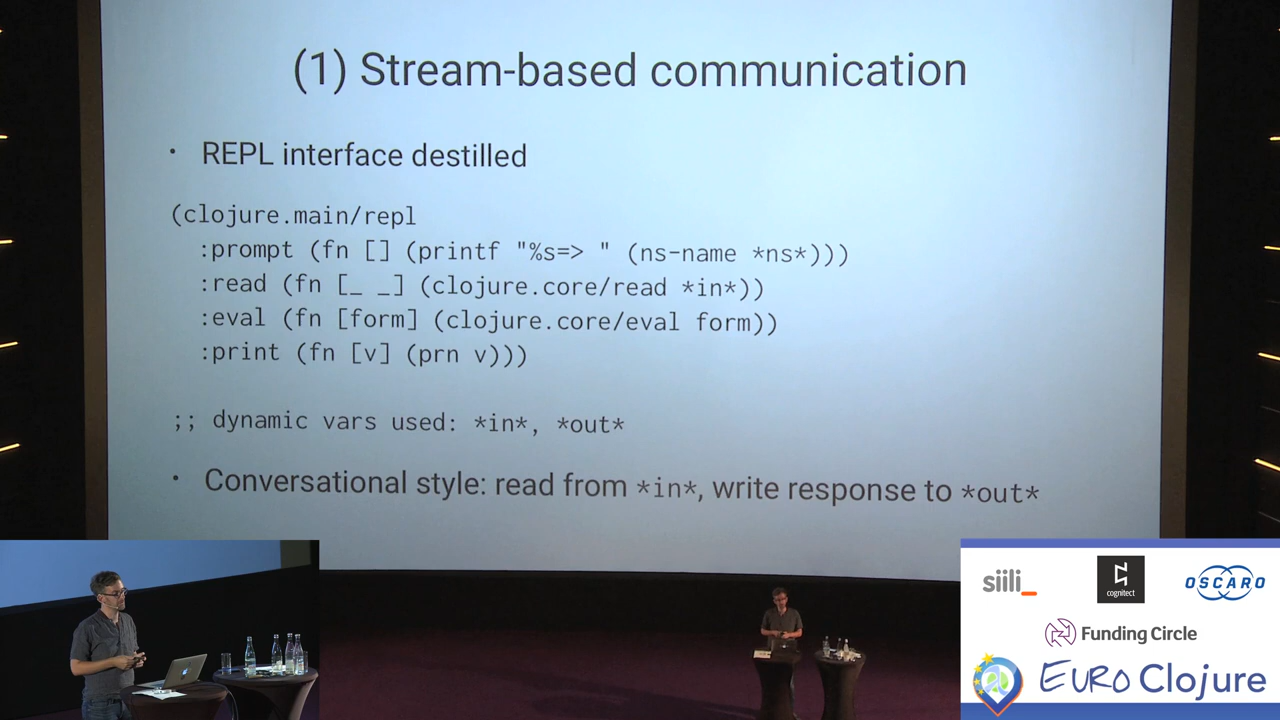 (1) Stream-based communication
• REPL interface destilled
(clojure.main/repl
:prompt (fn [] (printf "%s=> " (ns-name *ns*)))
:read (fn [_ _] (clojure.core/read *in*))
:eval (fn [form] (clojure.core/eval form))
:print (fn [v] (prn v)))
;; dynamic vars used: *in*, *out*
• Conversational style: read from *in*, write response to *out*
siili_
cognitect
OSCARO
Funding Circle
EURO Clojure